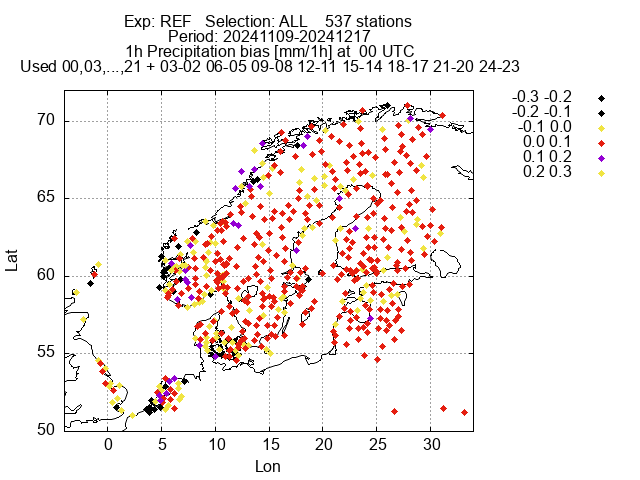 Exp: REF   Selection: ALL    537 stations
Period: 20241109-20241217
1h Precipitation bias [mm/1h] at  00 UTC
Used 00,03,...,21 + 03-02 06-05 09-08 12-11 15-14 18-17 21-20 24-23
-0.3 -0.2
-0.2 -0.1
-0.1 0.0
0.0 0.1
0.1 0.2
0.2 0.3
70
65
60
55
50
Lat
0 5 10 15 20 25 30
Lon